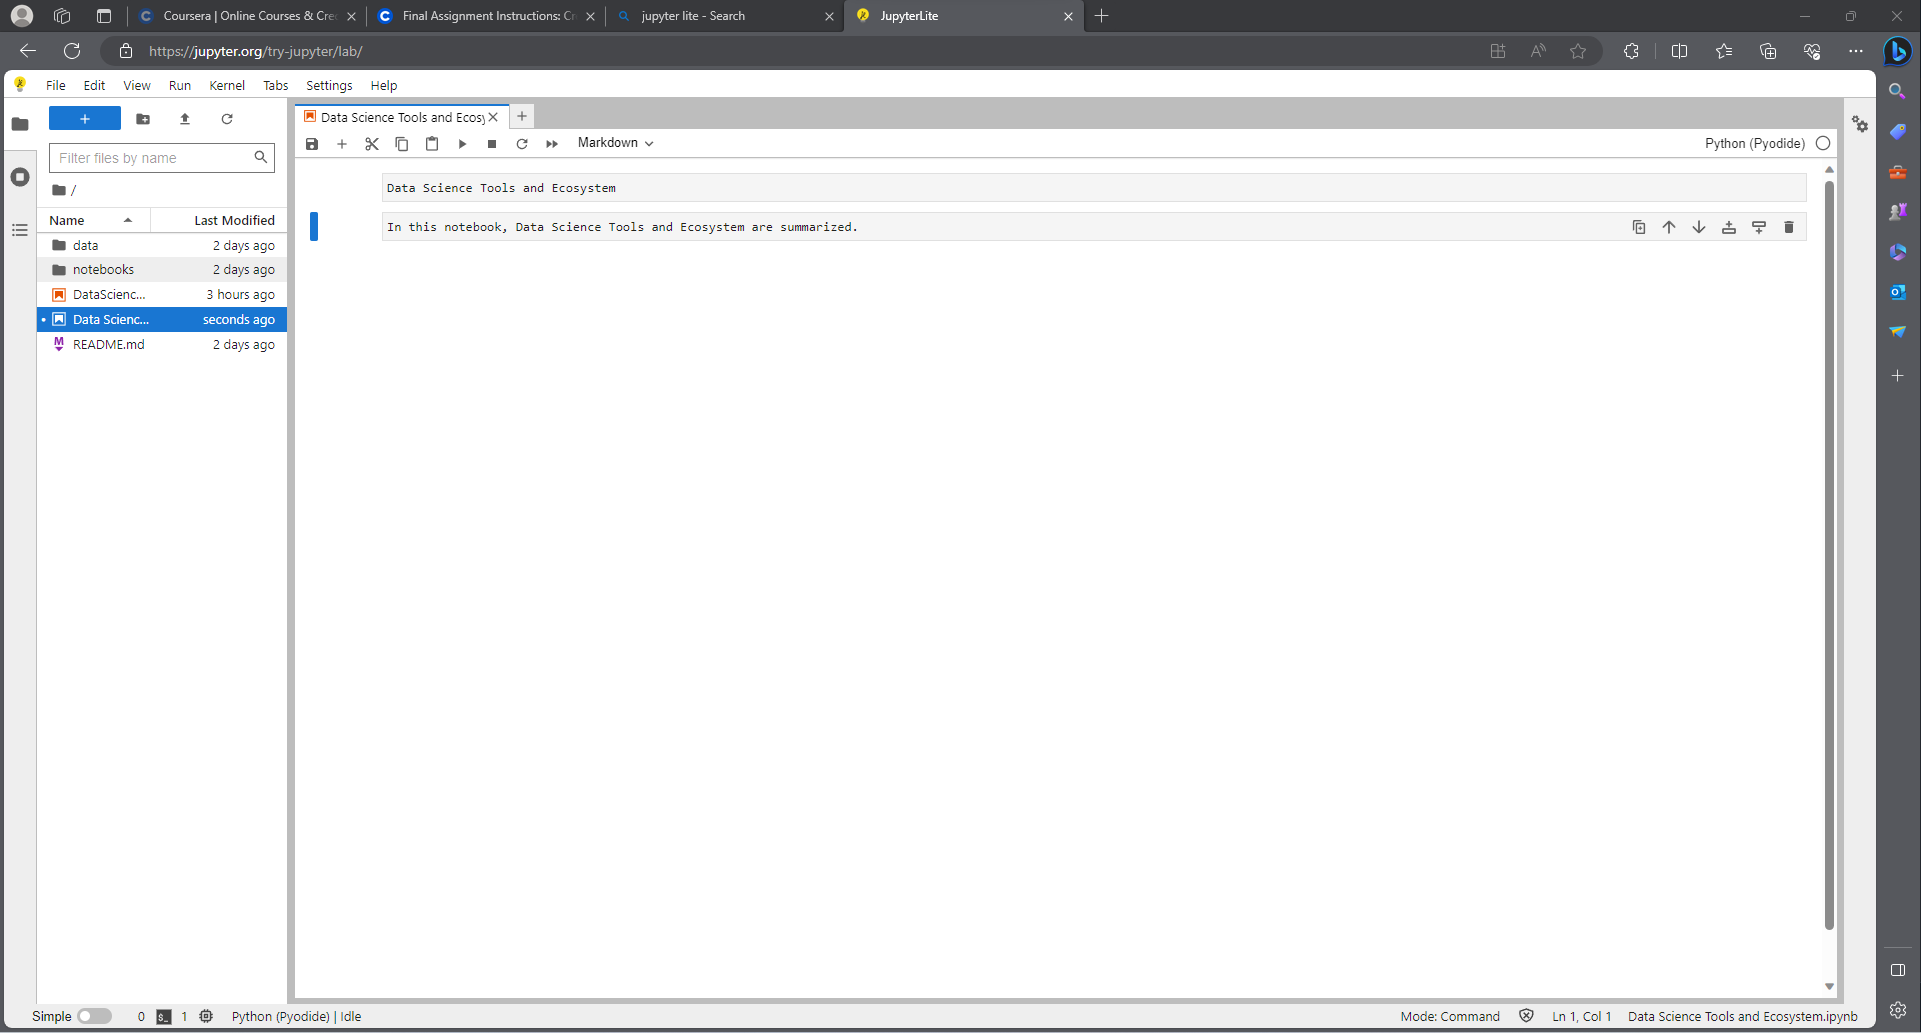 Coursera | Online Courses & Cre
Final Assignment Instructions: Cr
jupyter lite - Search
JupyterLite
https://jupyter.org/try-jupyter/lab/
File Edit View Run Kernel Tabs Settings Help
Data Science Tools and Ecosy
Markdown
Python (Pyodide)
Filter files by name
/
Name Last Modified
data 2 days ago
notebooks 2 days ago
DataScienc... 3 hours ago
Data Scienc... seconds ago
README.md 2 days ago
Data Science Tools and Ecosystem
In this notebook, Data Science Tools and Ecosystem are summarized.
Simple 0 1 Python (Pyodide) | Idle
Mode: Command Ln 1, Col 1 Data Science Tools and Ecosystem.ipynb